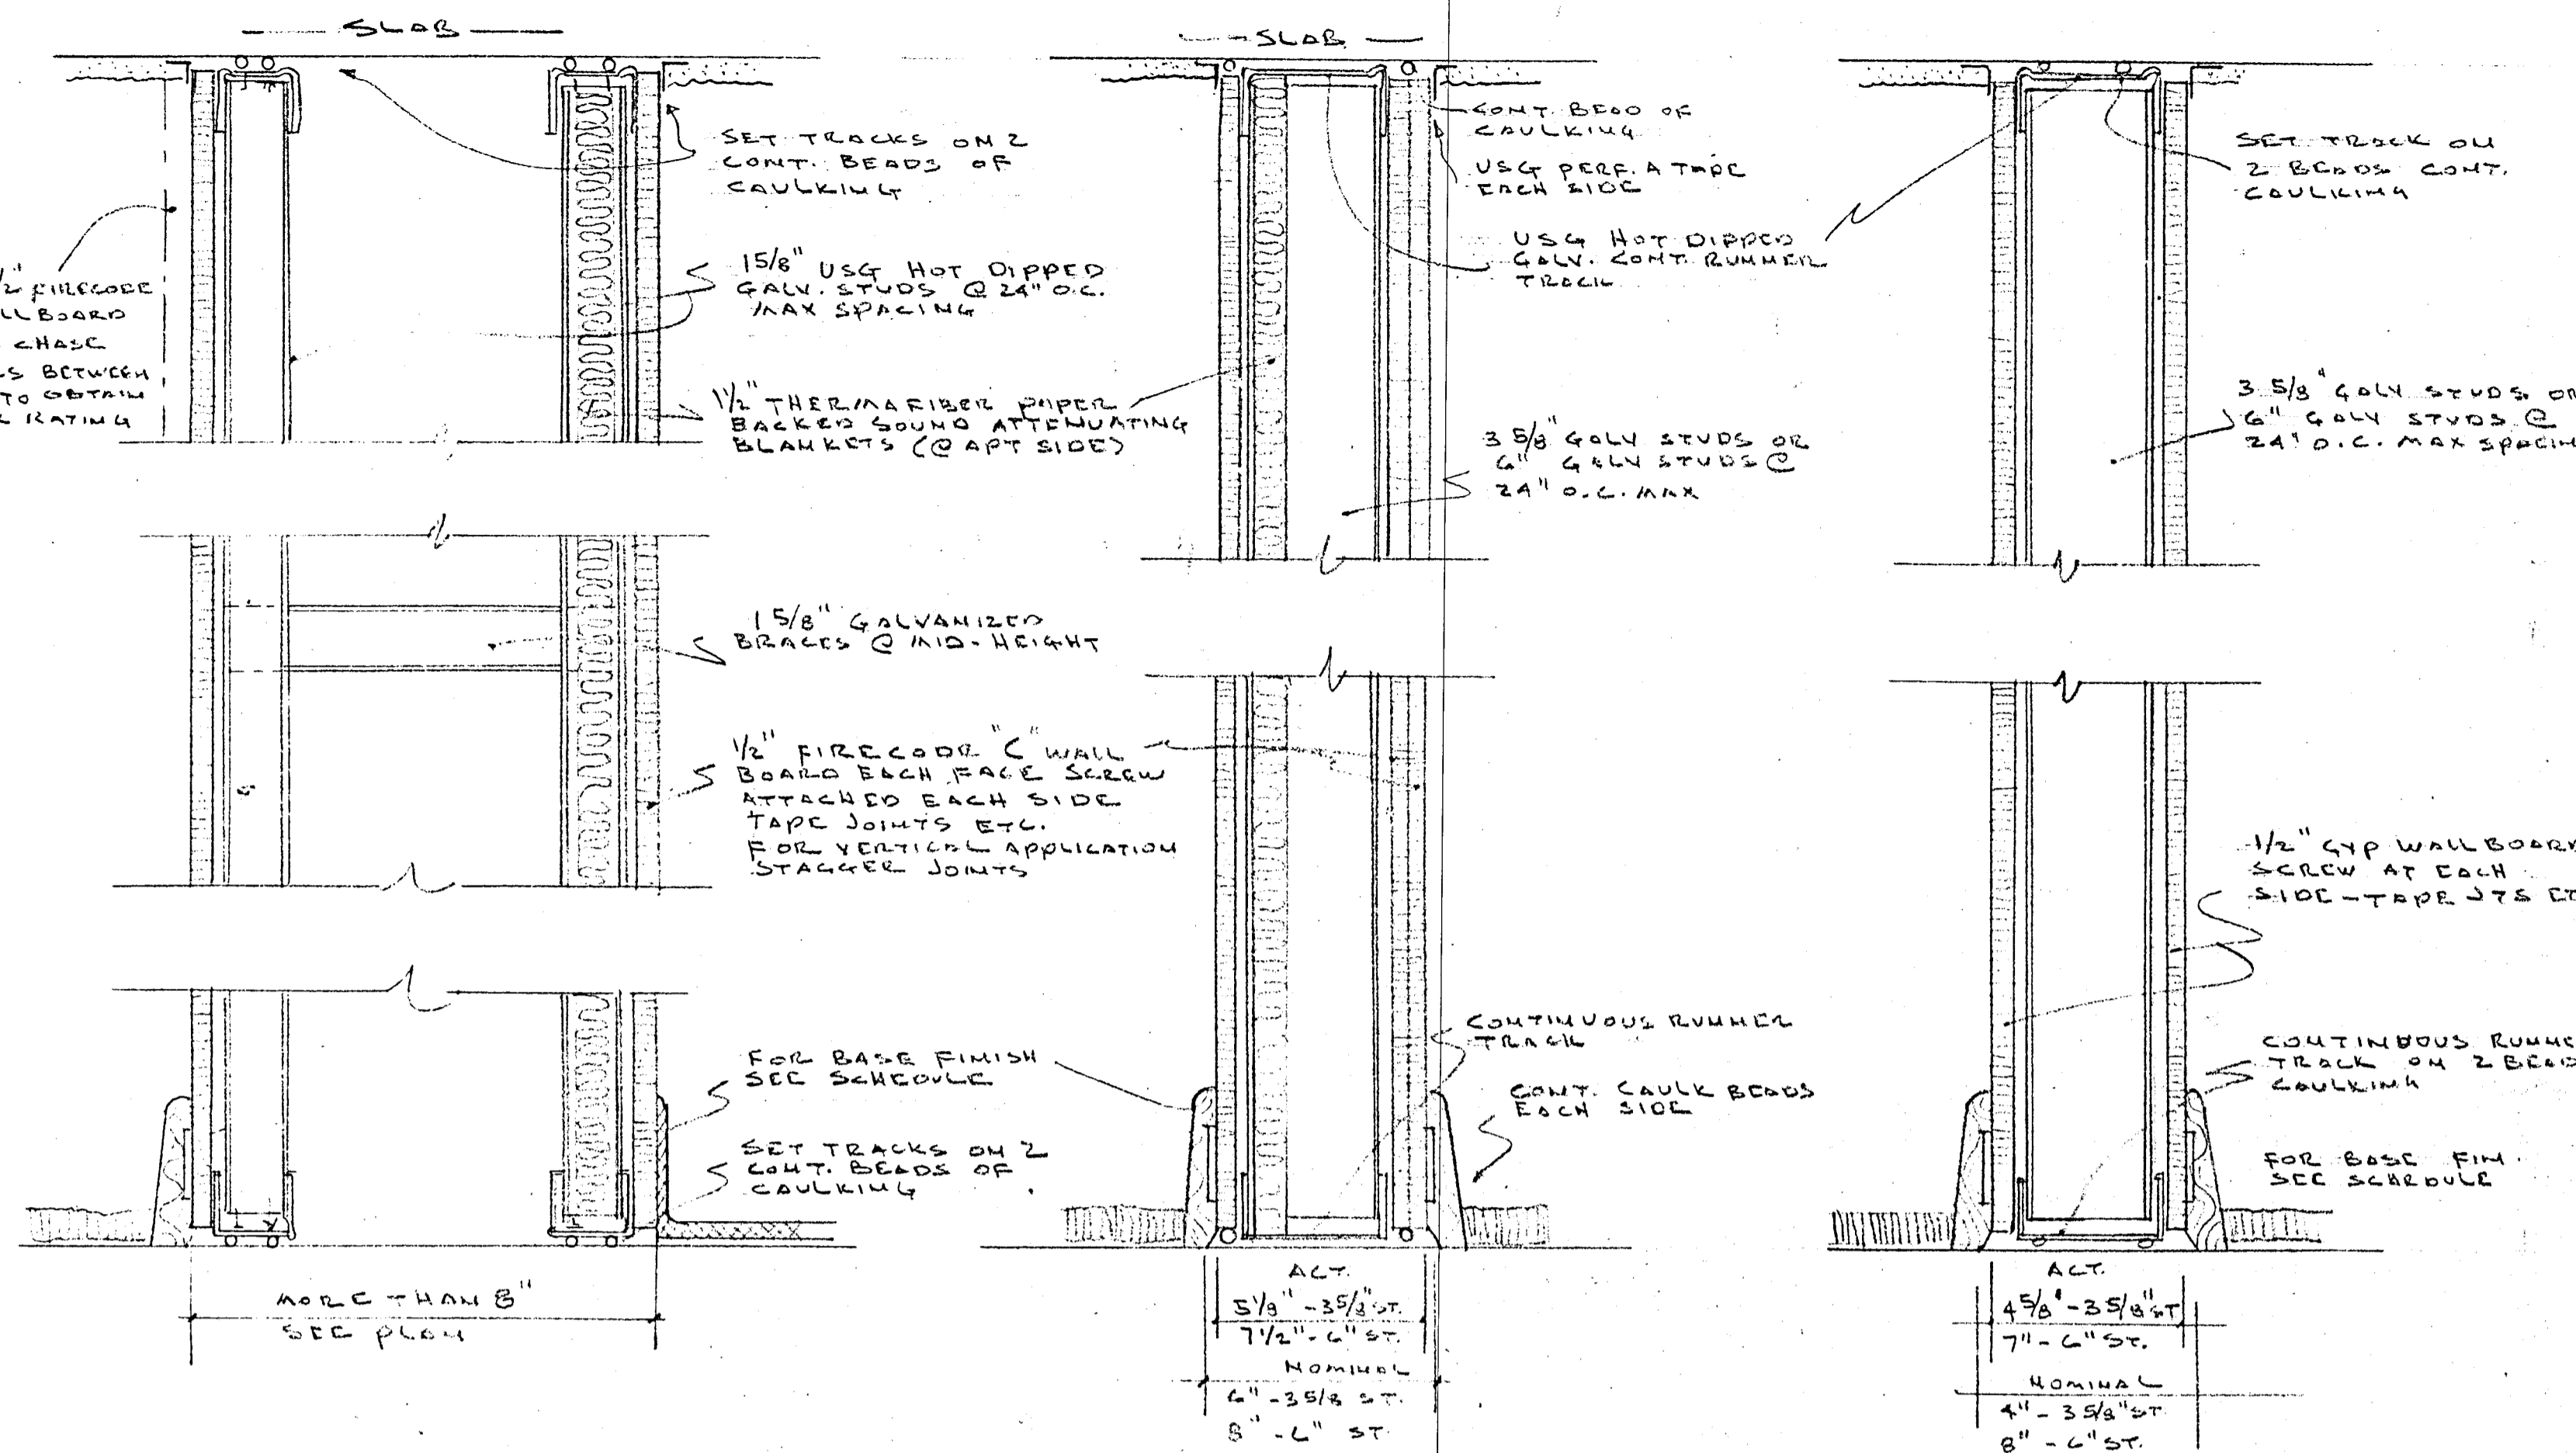 SLAB
SET TRACKS ON 2
CONT. BEADS OF
CAULKING
1/2" FIRECODE
LLBOARD
CHASE
S BETWEEN
TO OBTAIN
RATING
15/8" USG HOT DIPPED
GALV. STUDS @ 24" O.C.
MAX SPACING
1 1/2" THERMAFIBER PAPER
BACKED SOUND ATTENUATING
BLANKETS (@ APT SIDE)
1 5/8" GALVANIZED
BRACES @ MID-HEIGHT
1/2" FIRECODE "C" WALL
BOARD EACH FACE SCREW
ATTACHED EACH SIDE
TAPE JOINTS ETC.
FOR VERTICAL APPLICATION
STAGGER JOINTS
FOR BASE FINISH
SEE SCHEDULE
SET TRACKS ON 2
CONT. BEADS OF
CAULKING
MORE THAN 8"
SEE PLAN
SLAB
CONT. BEAD OF
CAULKING
USG PERF. A TAPE
EACH SIDE
USG HOT DIPPED
GALV. CONT. RUNNER
TRACK
3 5/8" GALV STUDS OR
6" GALV STUDS @
24" O.C. MAX
CONTINUOUS RUNNER
TRACK
CONT. CAULK BEADS
EACH SIDE
ACT.
5 1/8" - 3 5/8" ST.
7 1/2" - 6" ST.
NOMINAL
6" - 3 5/8 ST.
8" - 6" ST.
SET TRACK ON
2 BEADS CONT.
CAULKING
3 5/8" GALV STUDS OR
6" GALV STUDS @
24" O.C. MAX SPACIN
1/2" GYP WALLBOARD
SCREW AT EACH
SIDE - TAPE JTS ET
CONTINUOUS RUNNE
TRACK ON 2 BEAD
CAULKING
FOR BASE FIN.
SEE SCHEDULE
ACT.
4 5/8" - 3 5/8" ST
7" - 6" ST.
NOMINAL
4" - 3 5/8" ST.
8" - 6" ST.